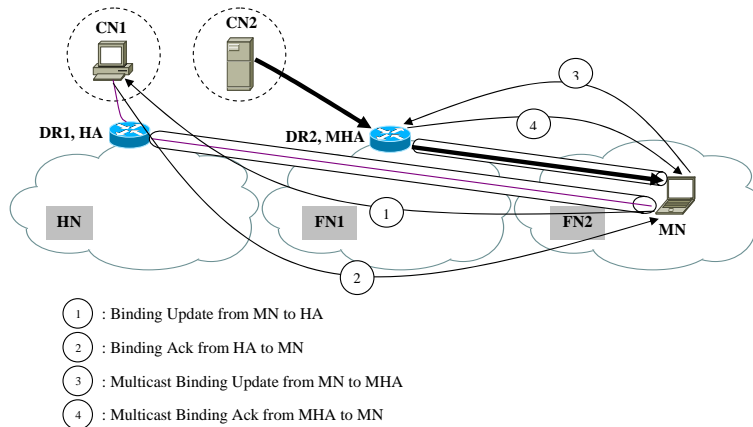 CN1
CN2
3
DR1, HA
DR2, MHA
4
HN
FN1
1
FN2
MN
2
1 : Binding Update from MN to HA
2 : Binding Ack from HA to MN
3 : Multicast Binding Update from MN to MHA
4 : Multicast Binding Ack from MHA to MN